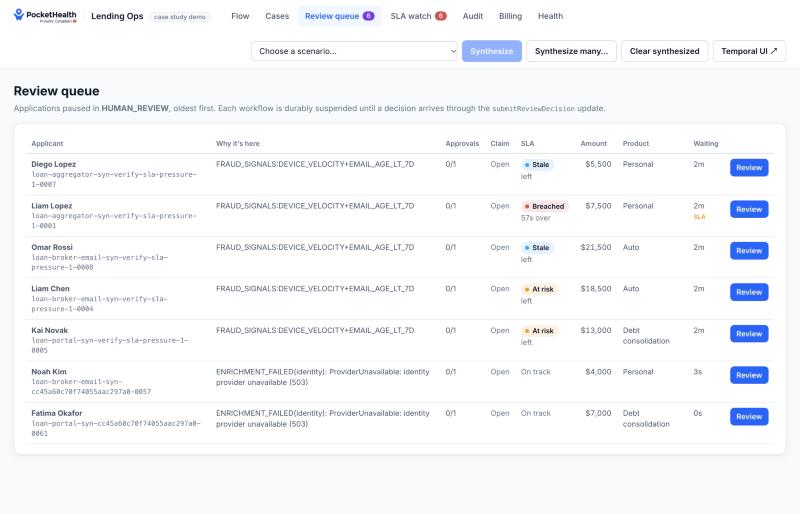 PocketHealth
Proudly Canadian
Lending Ops
case study demo
Flow
Cases
Review queue 6
SLA watch 6
Audit
Billing
Health
Choose a scenario...
Synthesize
Synthesize many...
Clear synthesized
Temporal UI ↗
Review queue
Applications paused in HUMAN_REVIEW, oldest first. Each workflow is durably suspended until a decision arrives through the submitReviewDecision update.
Applicant Why it's here Approvals Claim SLA Amount Product Waiting
Diego Lopez FRAUD_SIGNALS:DEVICE_VELOCITY+EMAIL_AGE_LT_7D 0/1 Open Stale $5,500 Personal 2m Review
loan-aggregator-syn-verify-sla-pressure- left
1-0007
Liam Lopez FRAUD_SIGNALS:DEVICE_VELOCITY+EMAIL_AGE_LT_7D 0/1 Open Breached $7,500 Personal 2m Review
loan-aggregator-syn-verify-sla-pressure- 57s over SLA
1-0001
Omar Rossi FRAUD_SIGNALS:DEVICE_VELOCITY+EMAIL_AGE_LT_7D 0/1 Open Stale $21,500 Auto 2m Review
loan-broker-email-syn-verify-sla- left
pressure-1-0008
Liam Chen FRAUD_SIGNALS:DEVICE_VELOCITY+EMAIL_AGE_LT_7D 0/1 Open At risk $18,500 Auto 2m Review
loan-broker-email-syn-verify-sla- left
pressure-1-0004
Kai Novak FRAUD_SIGNALS:DEVICE_VELOCITY+EMAIL_AGE_LT_7D 0/1 Open At risk $13,000 Debt 2m Review
loan-portal-syn-verify-sla-pressure-1- left consolidation
0005
Noah Kim ENRICHMENT_FAILED(identity): ProviderUnavailable: identity 0/1 Open On track $4,000 Personal 3s Review
loan-broker-email-syn- provider unavailable (503)
cc45a60c70f74055aac297a0-0057
Fatima Okafor ENRICHMENT_FAILED(identity): ProviderUnavailable: identity 0/1 Open On track $7,000 Debt 0s Review
loan-portal-syn-cc45a60c70f74055aac297a0- provider unavailable (503) consolidation
0061